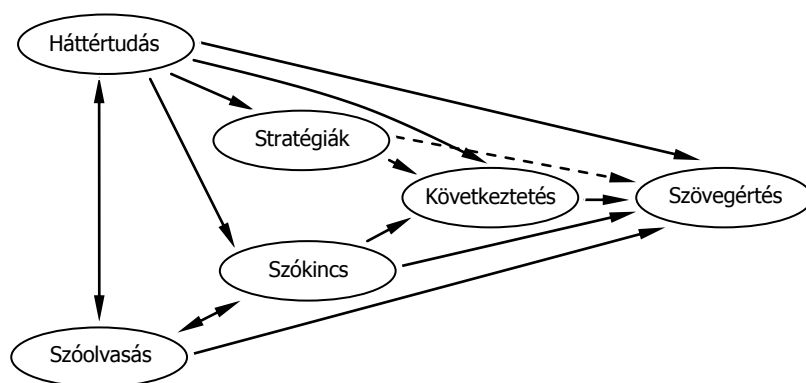 Háttértudás
Stratégiák
Következtetés
Szövegértés
Szókincs
Szóolvasás